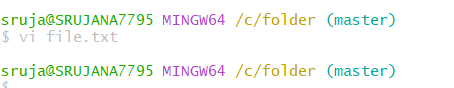 sruja@SRUJANA7795 MINGW64 /c/folder (master)
$ vi file.txt
sruja@SRUJANA7795 MINGW64 /c/folder (master)
$